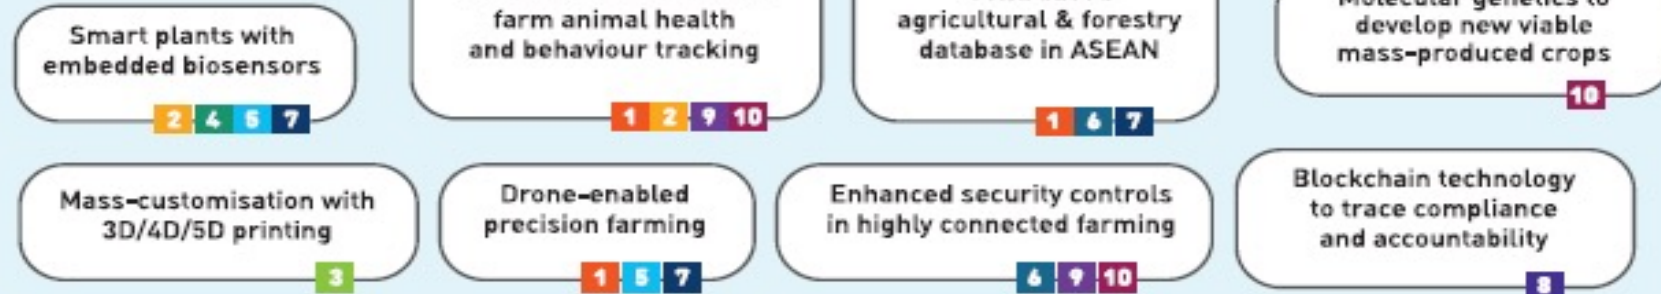 Smart plants with
embedded biosensors
2 4 5 7
farm animal health
and behaviour tracking
1 2 9 10
agricultural & forestry
database in ASEAN
1 6 7
Molecular genetics to
develop new viable
mass-produced crops
10
Mass-customisation with
3D/4D/5D printing
3
Drone-enabled
precision farming
1 5 7
Enhanced security controls
in highly connected farming
6 9 10
Blockchain technology
to trace compliance
and accountability
8